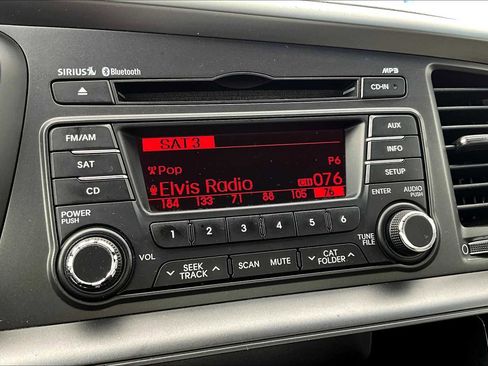 SIRIUS Bluetooth MP3
CD-IN
FM/AM
SAT
CD
AUX
INFO
SETUP
SAT3
Pop P6
Elvis Radio CH 076
184 133 71 88 105 76
POWER PUSH
ENTER
AUDIO PUSH
1 2 3 4 5 6
VOL
SEEK TRACK
SCAN
MUTE
CAT FOLDER
TUNE FILE